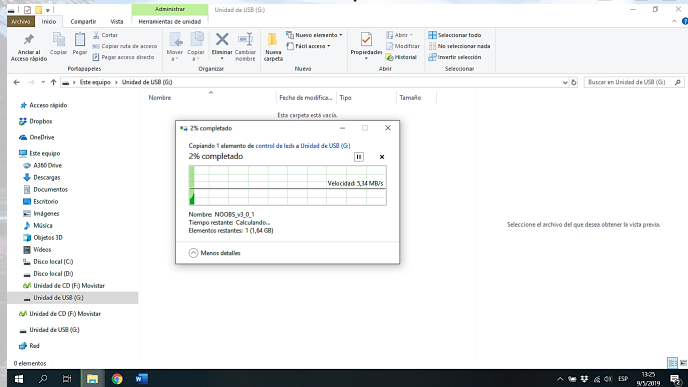 Administrar
Unidad de USB (G:)
Archivo
Inicio
Compartir
Vista
Herramientas de unidad
Anclar al
Acceso rápido
Copiar
Pegar
Cortar
Copiar ruta de acceso
Pegar acceso directo
Mover
a
Copiar
a
Eliminar
Cambiar
nombre
Nueva
carpeta
Nuevo elemento
Fácil acceso
Propiedades
Abrir
Modificar
Historial
Seleccionar todo
No seleccionar nada
Invertir selección
Portapapeles
Organizar
Nuevo
Abrir
Seleccionar
Este equipo > Unidad de USB (G:)
Buscar en Unidad de USB (G:)
Nombre
Fecha de modifica...
Tipo
Tamaño
Esta carpeta está vacía.
Acceso rápido
Dropbox
OneDrive
Este equipo
A360 Drive
Descargas
Documentos
Escritorio
Imágenes
Música
Objetos 3D
Vídeos
Disco local (C:)
Disco local (D:)
Unidad de CD (F:) Movistar
Unidad de USB (G:)
Unidad de CD (F:) Movistar
Unidad de USB (G:)
Red
0 elementos
2% completado
Copiando 1 elemento de control de leds a Unidad de USB (G:)
2% completado
Velocidad: 5,34 MB/s
Nombre: NOOBS_v3_0_1
Tiempo restante: Calculando...
Elementos restantes: 1 (1,64 GB)
Menos detalles
Seleccione el archivo del que desea obtener la vista previa.
ESP
13:25
9/5/2019